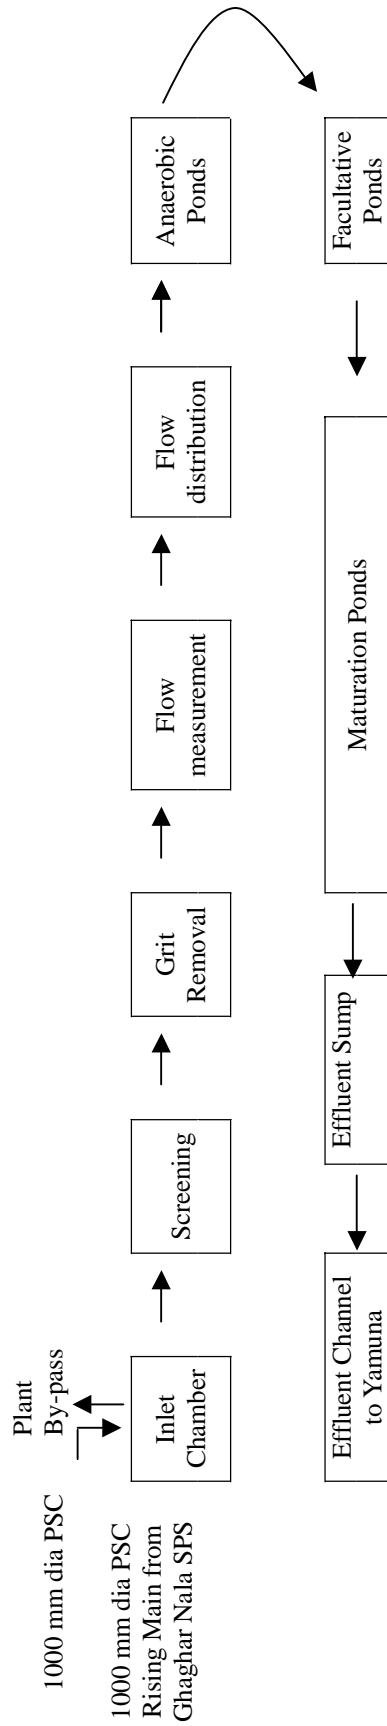 1000 mm dia PSC
Plant
By-pass
1000 mm dia PSC
Rising Main from
Ghaghar Nala SPS
Inlet
Chamber
Screening
Grit
Removal
Flow
measurement
Flow
distribution
Anaerobic
Ponds
Facultative
Ponds
Maturation Ponds
Effluent Sump
Effluent Channel
to Yamuna